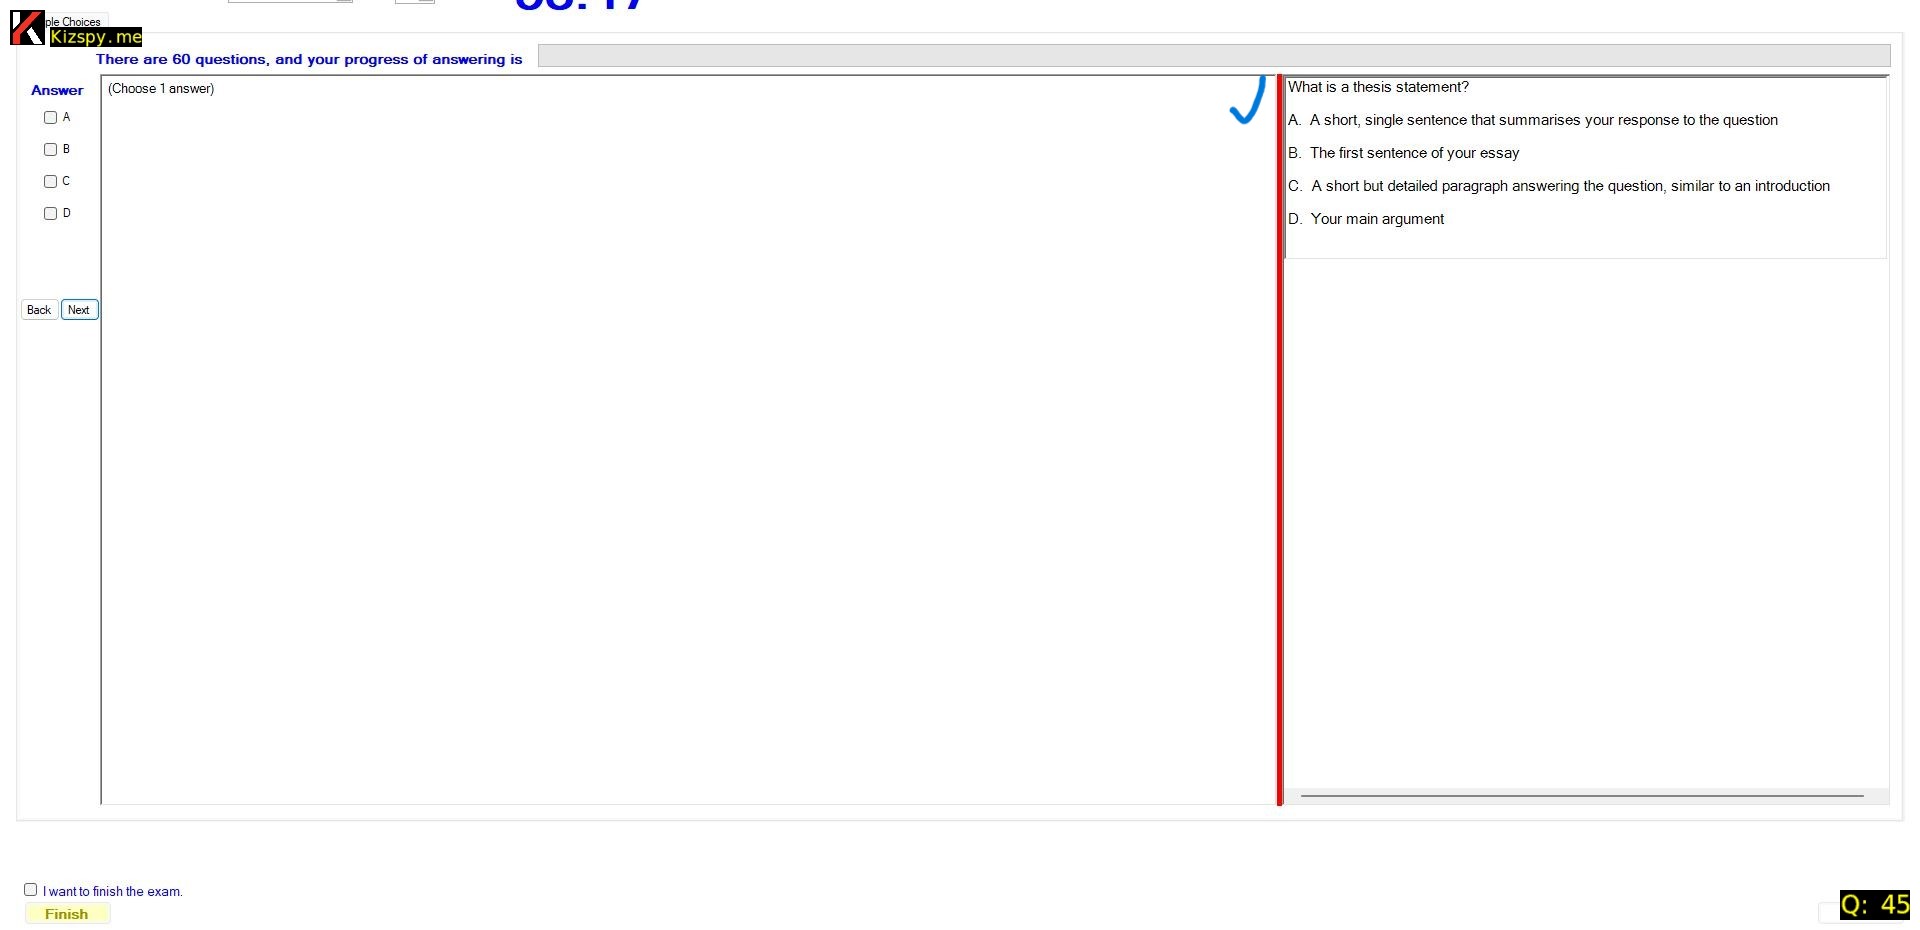 ple Choices
Kizspy.me
There are 60 questions, and your progress of answering is
Answer
(Choose 1 answer)
A
B
C
D
Back
Next
What is a thesis statement?
A. A short, single sentence that summarises your response to the question
B. The first sentence of your essay
C. A short but detailed paragraph answering the question, similar to an introduction
D. Your main argument
I want to finish the exam.
Finish
Q: 45